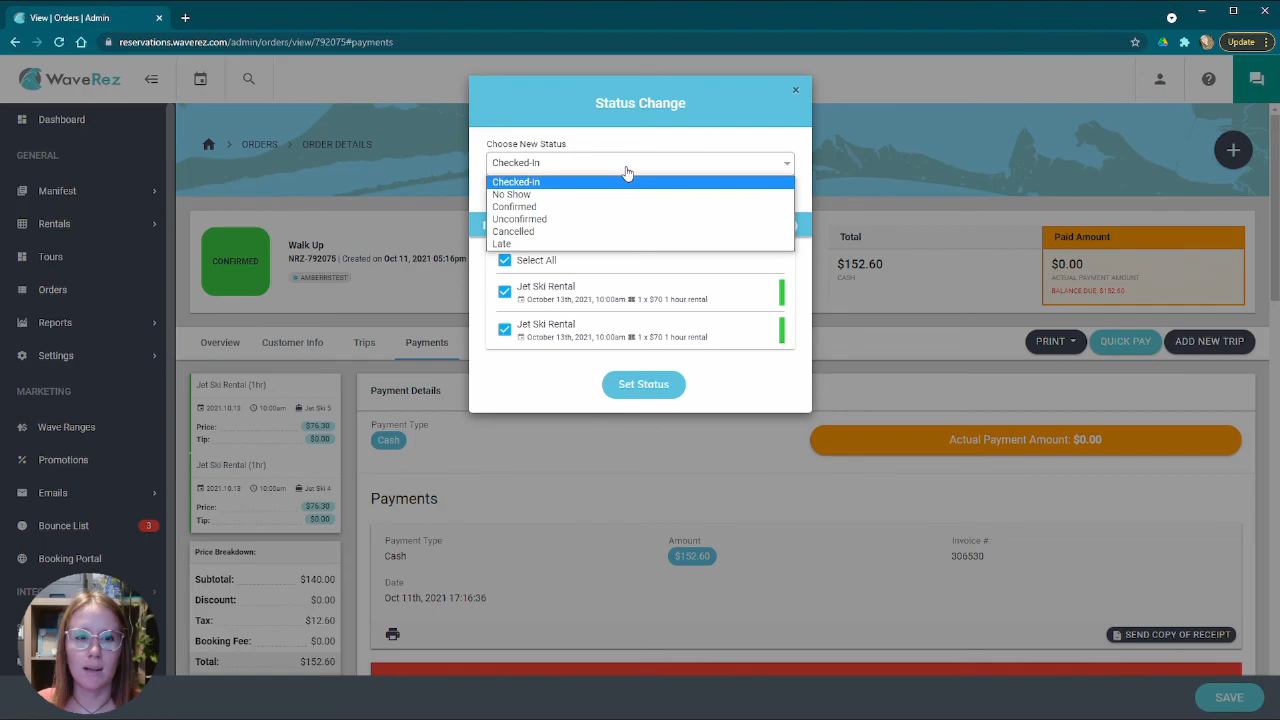 View | Orders | Admin
reservations.waverez.com/admin/orders/view/792075#payments
Update
WaveRez
Status Change
Choose New Status
Checked-In
Checked-In
No Show
Confirmed
Unconfirmed
Cancelled
Late
Select All
Jet Ski Rental
October 13th, 2021, 10:00am 1 x $70 1 hour rental
Jet Ski Rental
October 13th, 2021, 10:00am 1 x $70 1 hour rental
Set Status
Dashboard
GENERAL
Manifest
Rentals
Tours
Orders
Reports
Settings
MARKETING
Wave Ranges
Promotions
Emails
Bounce List
3
Booking Portal
ORDERS
ORDER DETAILS
CONFIRMED
Walk Up
NRZ-792075 Created on Oct 11, 2021 05:16pm
AMBERRSTEST
Total
$152.60
CASH
Paid Amount
$0.00
ACTUAL PAYMENT AMOUNT
BALANCE DUE: $152.60
Overview
Customer Info
Trips
Payments
PRINT
QUICK PAY
ADD NEW TRIP
Jet Ski Rental (1hr)
2021.10.13 10:00am Jet Ski 5
Price: $76.30
Tip: $0.00
Jet Ski Rental (1hr)
2021.10.13 10:00am Jet Ski 4
Price: $76.30
Tip: $0.00
Price Breakdown:
Subtotal: $140.00
Discount: $0.00
Tax: $12.60
Booking Fee: $0.00
Total: $152.60
Payment Details
Payment Type
Cash
Actual Payment Amount: $0.00
Payments
Payment Type
Cash
Amount
$152.60
Invoice #:
306530
Date
Oct 11th, 2021 17:16:36
SEND COPY OF RECEIPT
SAVE